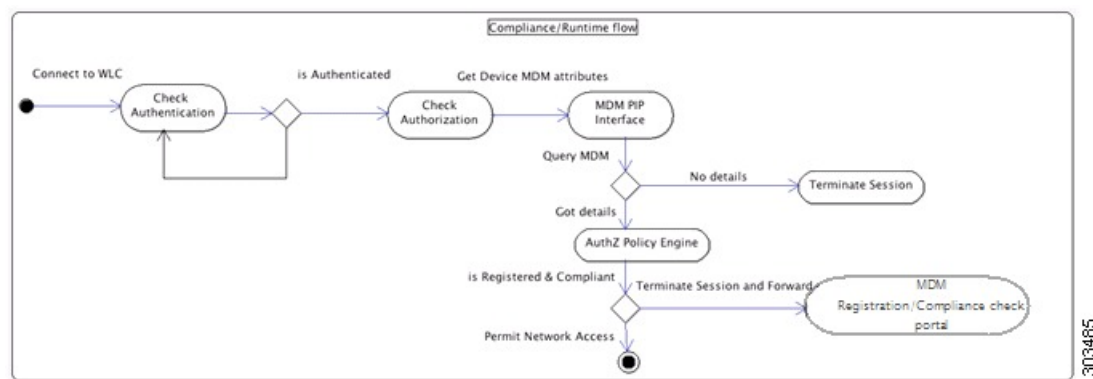 Compliance/Runtime flow
Connect to WLC
is Authenticated
Get Device MDM attributes
Check
Authentication
Check
Authorization
MDM PIP
Interface
Query MDM
No details
Terminate Session
Got details
AuthZ Policy Engine
is Registered & Compliant
Terminate Session and Forward
MDM
Registration/Compliance check
portal
Permit Network Access
303485